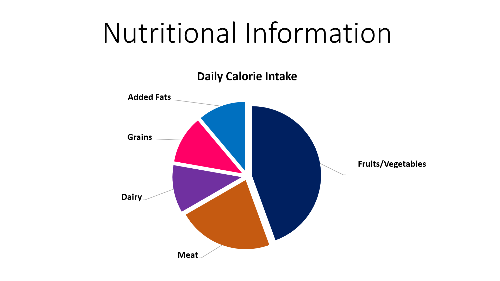 Nutritional Information
Daily Calorie Intake
Added Fats
Grains
Fruits/Vegetables
Dairy
Meat